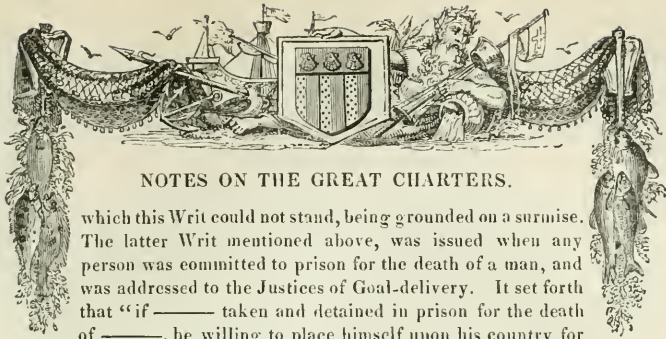 NOTES ON THE GREAT CHARTERS.
which this Writ could not stand, being grounded on a surmise.
The latter Writ mentioned above, was issued when any
person was committed to prison for the death of a man, and
was addressed to the Justices of Goal-delivery. It set forth
that “if ——— taken and detained in prison for the death
of ———, be willing to place himself upon his country for